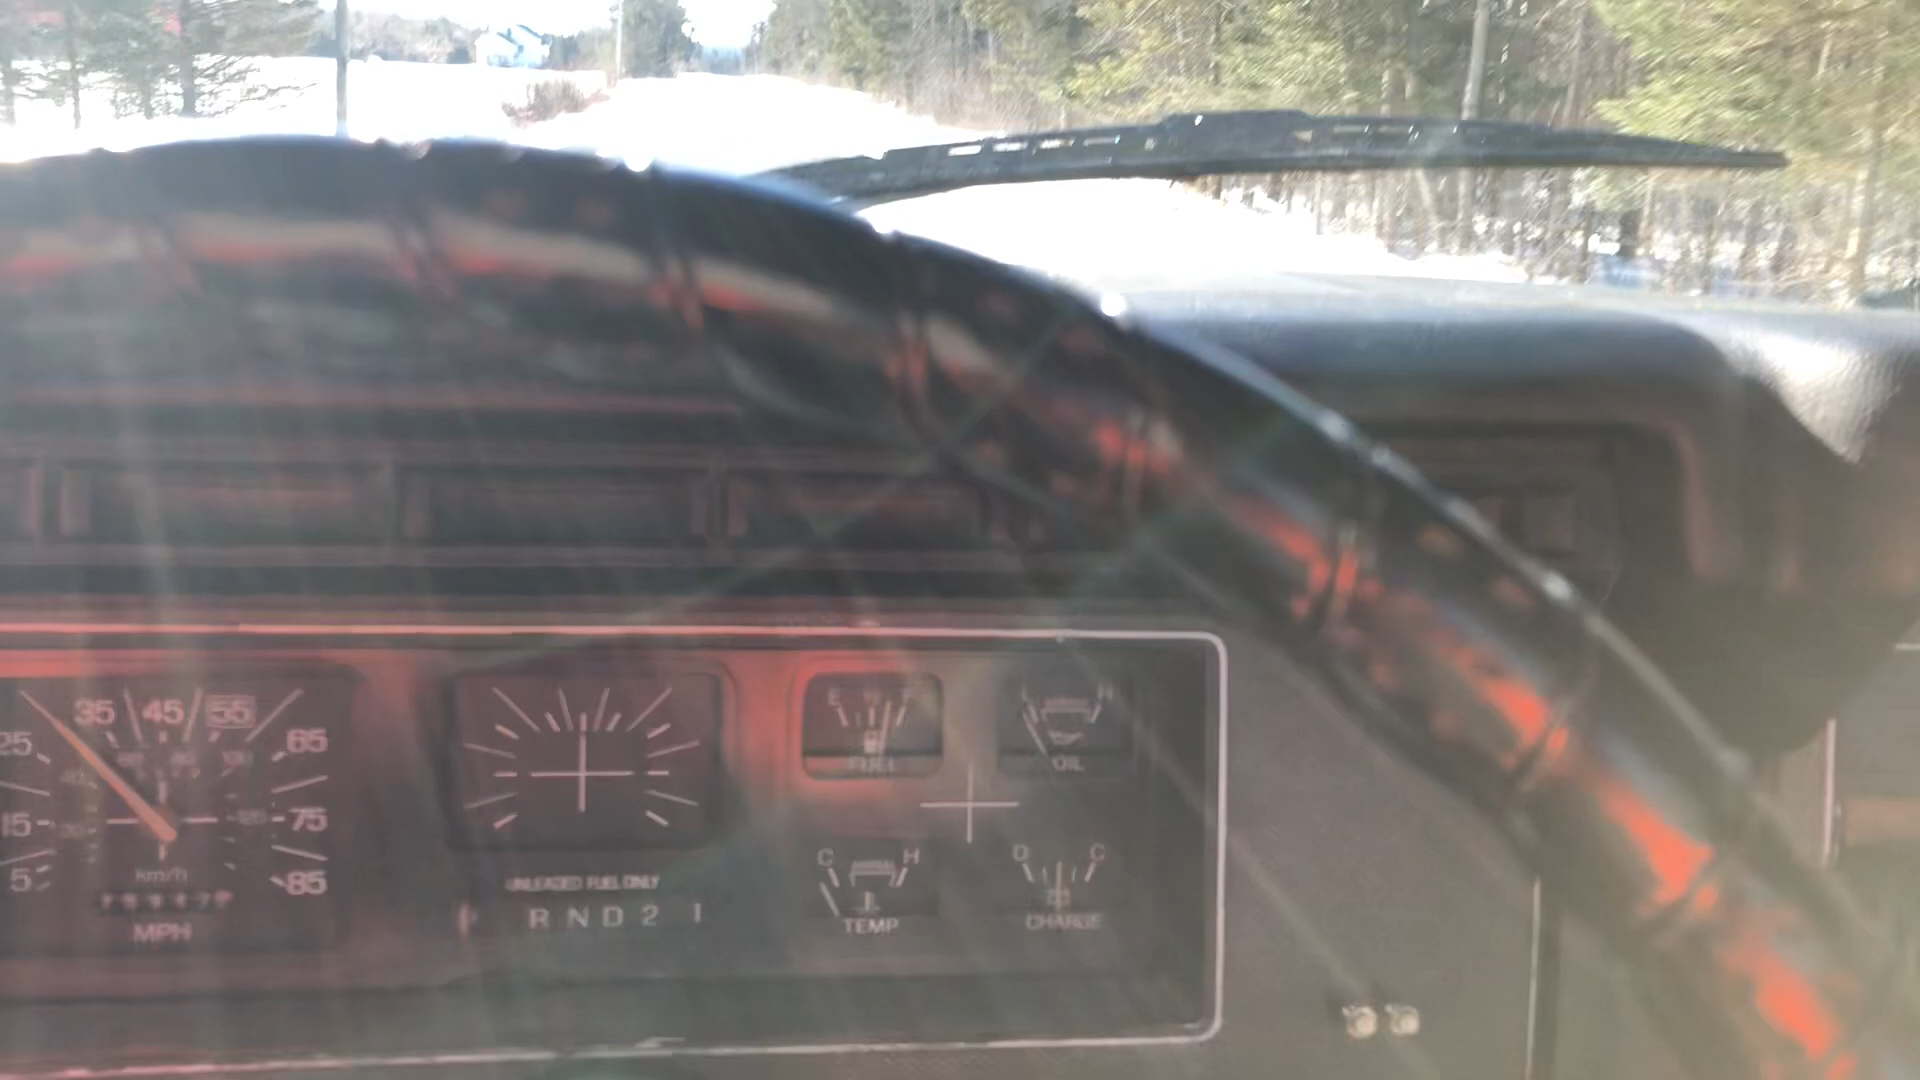 35 45 55
25 65
15 75
5 85
km/h
MPH
UNLEADED FUEL ONLY
R N D 2 1
E F
FUEL
L H
OIL
C H
TEMP
D C
CHARGE